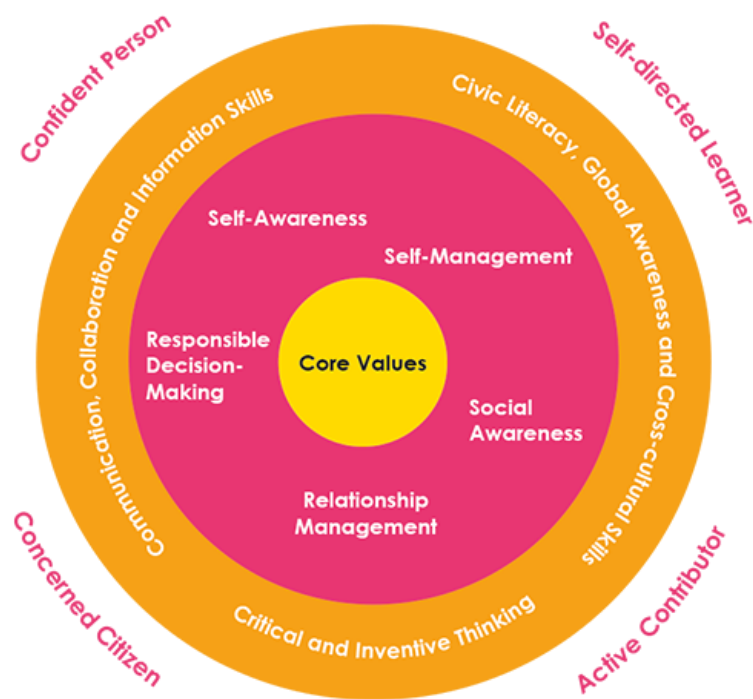 Confident Person
Self-directed Learner
Communication, Collaboration and Information Skills
Civic Literacy, Global Awareness and Cross-cultural Skills
Self-Awareness
Self-Management
Responsible
Decision-
Making
Core Values
Social
Awareness
Relationship
Management
Critical and Inventive Thinking
Concerned Citizen
Active Contributor